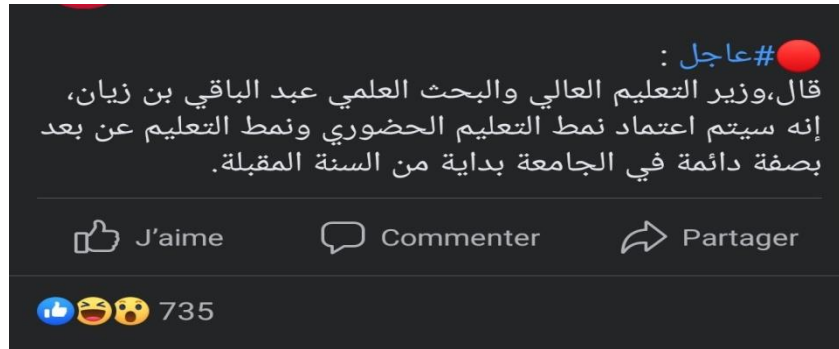 🔴#عاجل :
قال،وزير التعليم العالي والبحث العلمي عبد الباقي بن زيان،
إنه سيتم اعتماد نمط التعليم الحضوري ونمط التعليم عن بعد
بصفة دائمة في الجامعة بداية من السنة المقبلة.
J'aime Commenter Partager
735